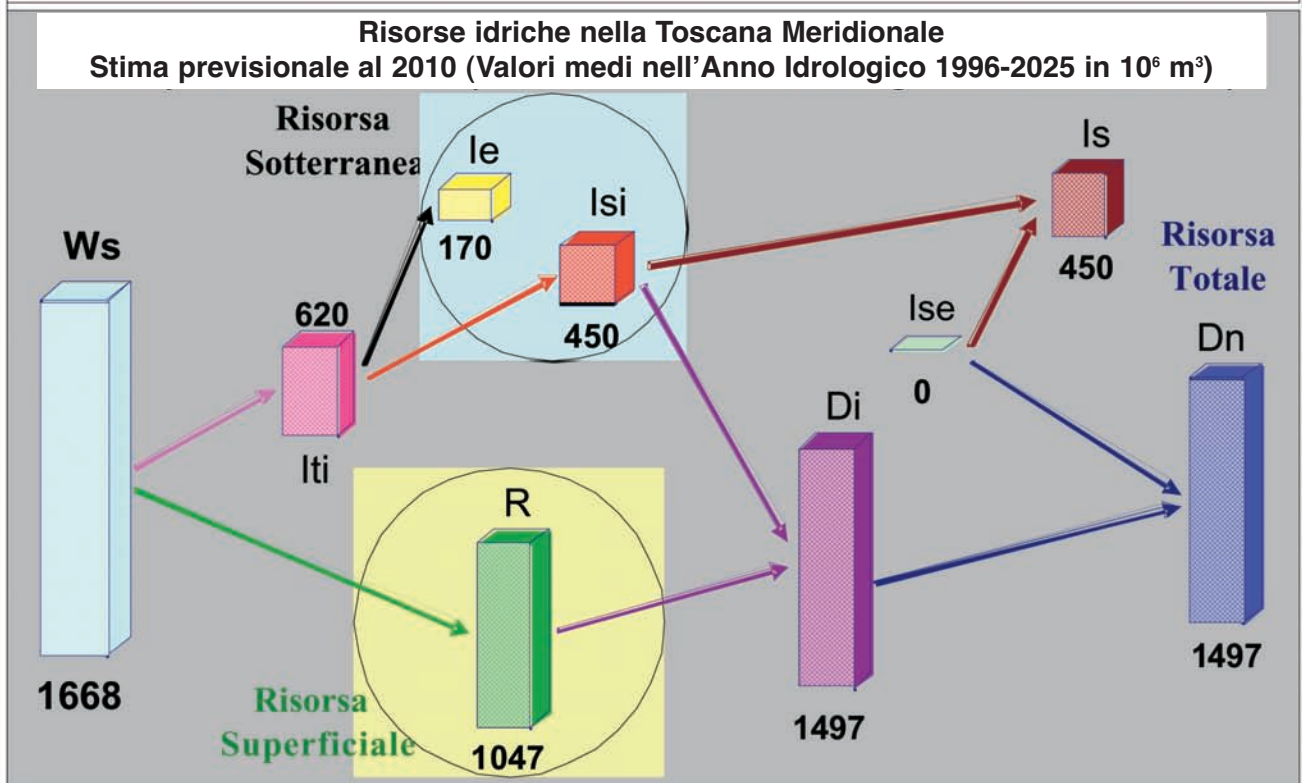 Risorse idriche nella Toscana Meridionale
Stima previsionale al 2010 (Valori medi nell'Anno Idrologico 1996-2025 in 10⁶ m³)
Risorsa
Sotterranea
Ie
170
Isi
450
Is
450
Risorsa
Totale
Ws
1668
620
Iti
Ise
0
Dn
1497
Di
1497
R
1047
Risorsa
Superficiale